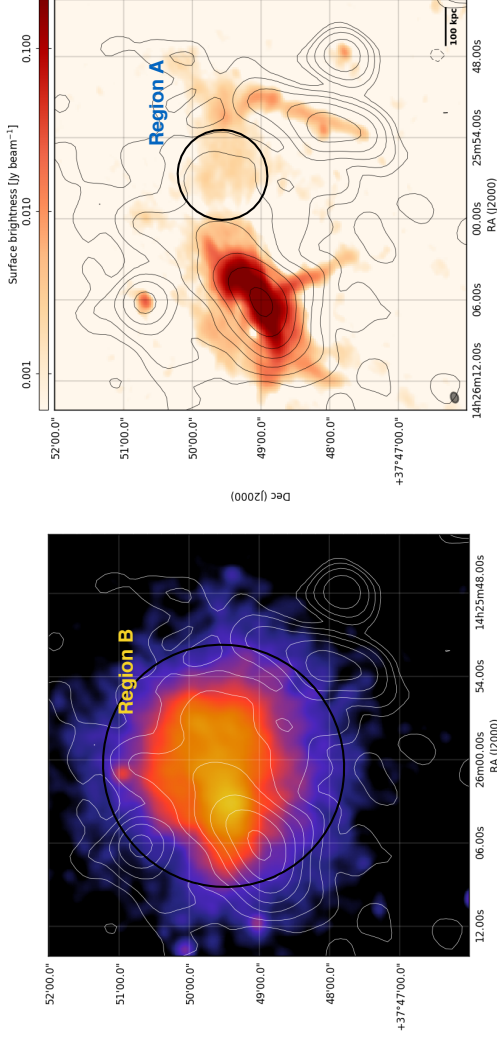 Surface brightness [Jy beam⁻¹]
0.001
0.010
0.100
Region A
100 kpc
Dec (J2000)
52'00.0"
51'00.0"
50'00.0"
49'00.0"
48'00.0"
+37°47'00.0"
14h26m12.00s
06.00s
00.00s
25m54.00s
48.00s
RA (J2000)
Region B
52'00.0"
51'00.0"
50'00.0"
49'00.0"
48'00.0"
+37°47'00.0"
12.00s
06.00s
26m00.00s
54.00s
14h25m48.00s
RA (J2000)